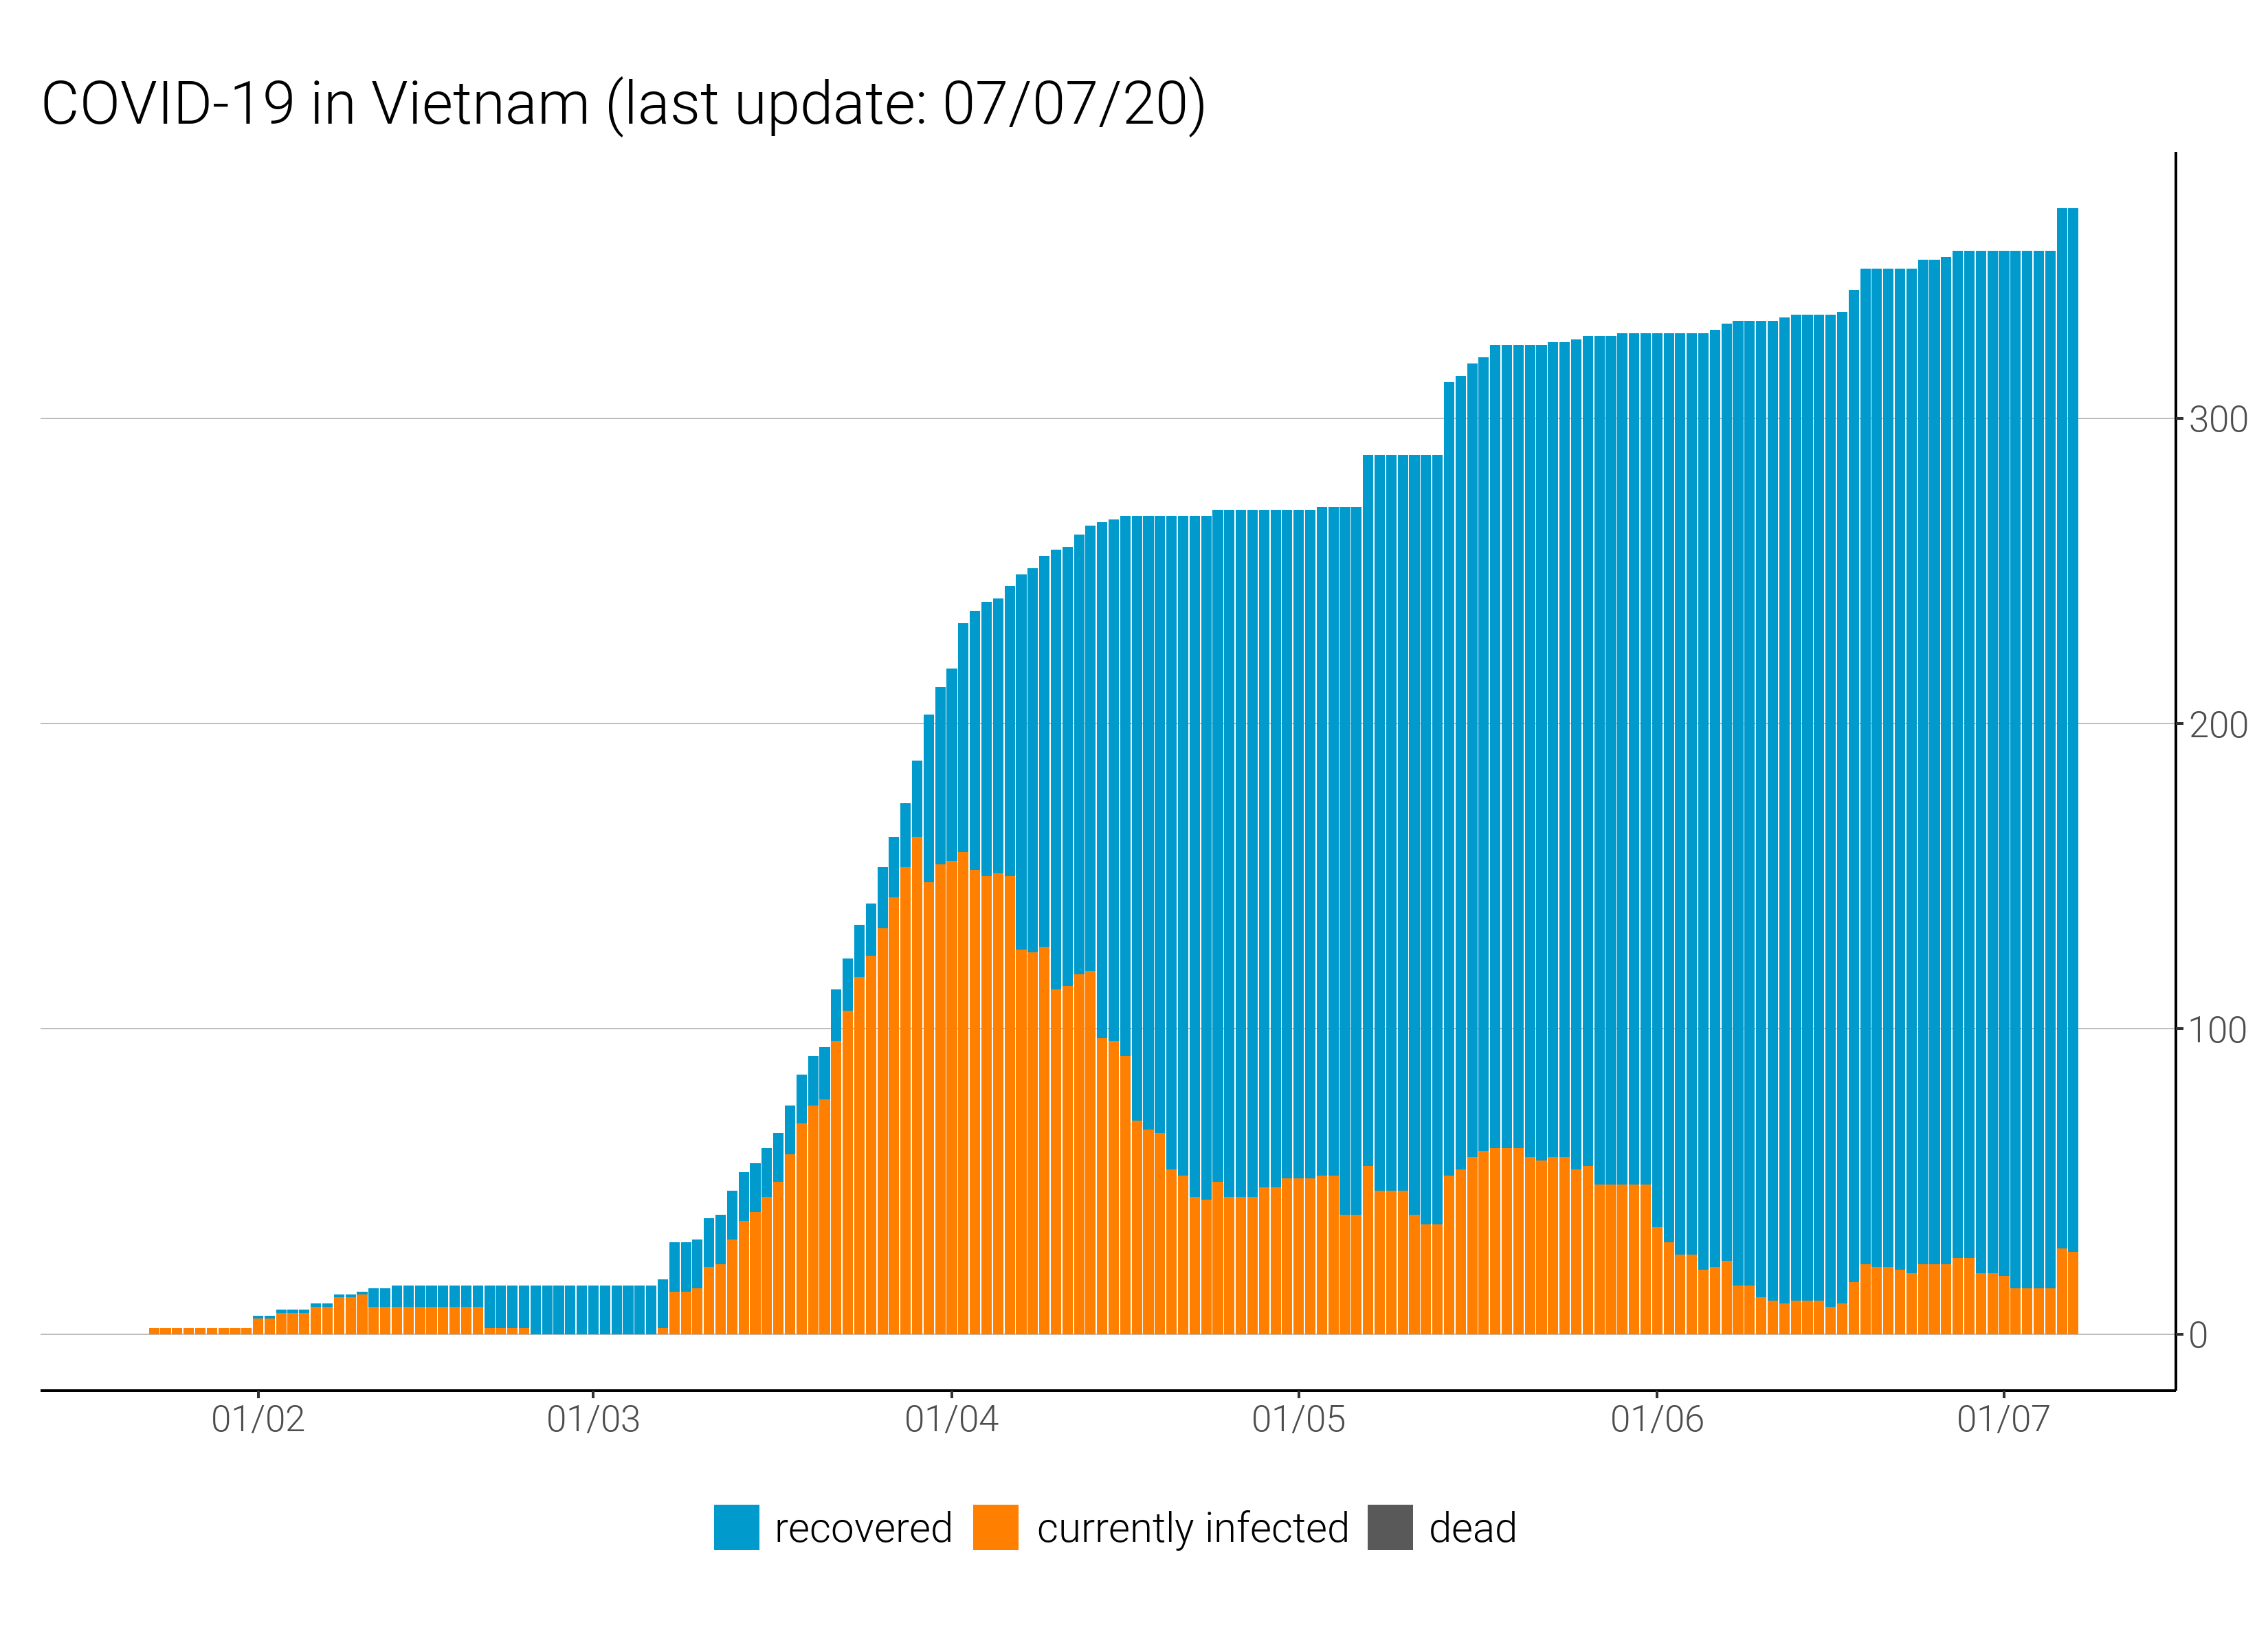 COVID-19 in Vietnam (last update: 07/07/20)
300
200
100
0
01/02 01/03 01/04 01/05 01/06 01/07
recovered currently infected dead